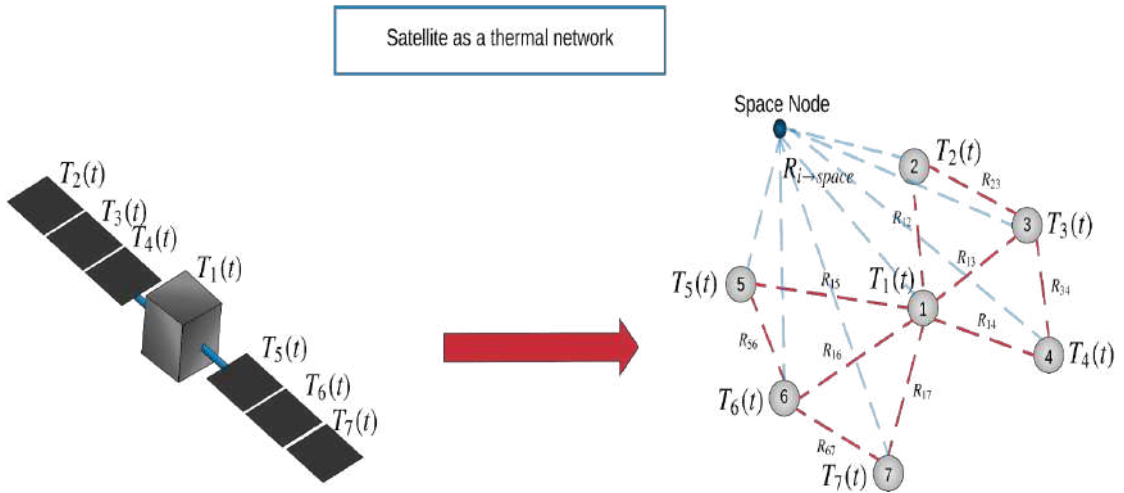 Satellite as a thermal network
T₂(t)
T₃(t)
T₄(t)
T₁(t)
T₅(t)
T₆(t)
T₇(t)
Space Node
R_{i→space}
2
T₂(t)
R₂₃
R₁₂
3
T₃(t)
R₁₃
5
T₅(t)
R₁₅
T₁(t)
1
R₃₄
R₁₄
4
T₄(t)
R₅₆
R₁₆
6
T₆(t)
R₁₇
R₆₇
7
T₇(t)